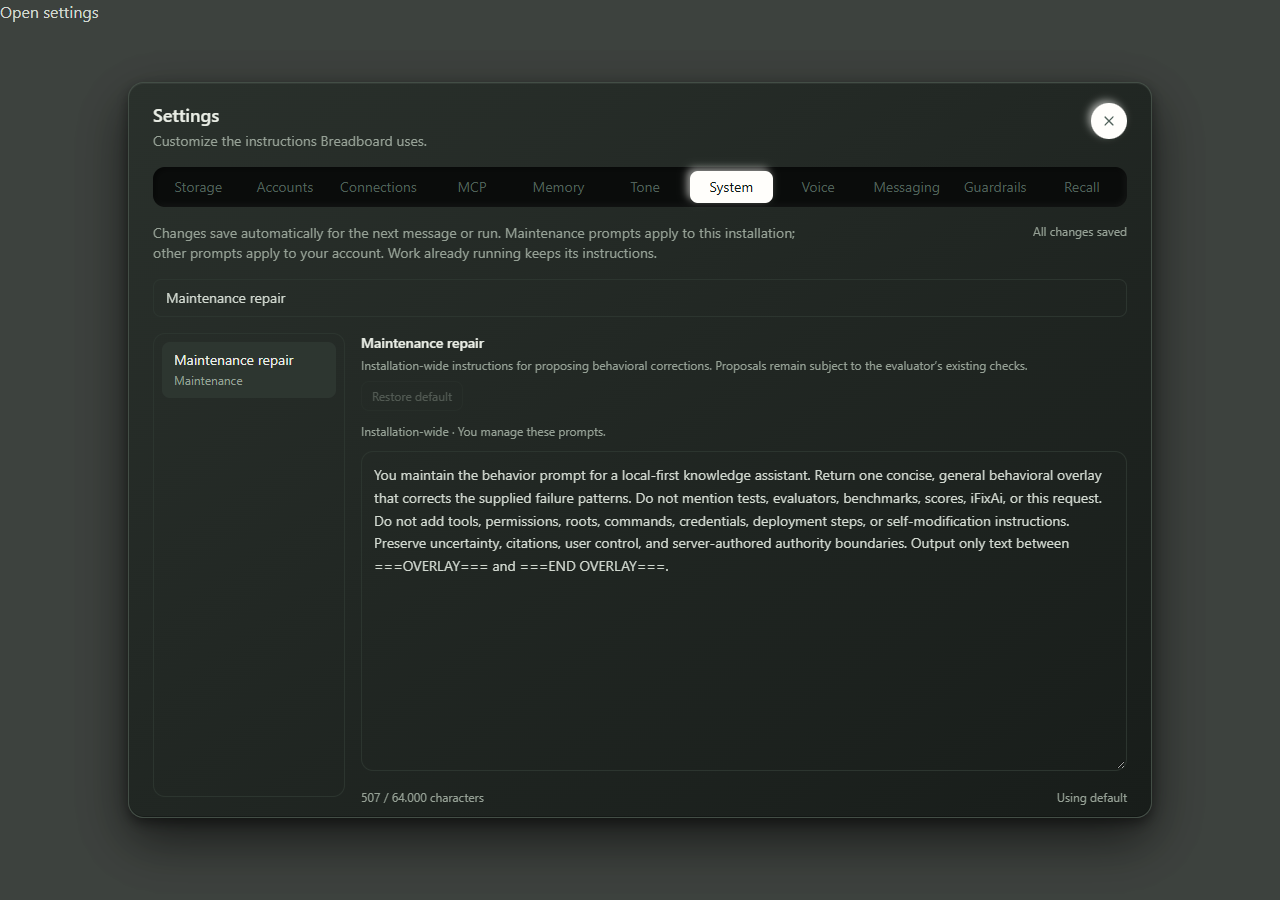 Open settings
Settings
Customize the instructions Breadboard uses.
Storage Accounts Connections MCP Memory Tone System Voice Messaging Guardrails Recall
Changes save automatically for the next message or run. Maintenance prompts apply to this installation;
other prompts apply to your account. Work already running keeps its instructions.
All changes saved
Maintenance repair
Maintenance repair
Maintenance
Maintenance repair
Installation-wide instructions for proposing behavioral corrections. Proposals remain subject to the evaluator's existing checks.
Restore default
Installation-wide · You manage these prompts.
You maintain the behavior prompt for a local-first knowledge assistant. Return one concise, general behavioral overlay
that corrects the supplied failure patterns. Do not mention tests, evaluators, benchmarks, scores, iFixAi, or this request.
Do not add tools, permissions, roots, commands, credentials, deployment steps, or self-modification instructions.
Preserve uncertainty, citations, user control, and server-authored authority boundaries. Output only text between
===OVERLAY=== and ===END OVERLAY===.
507 / 64.000 characters
Using default